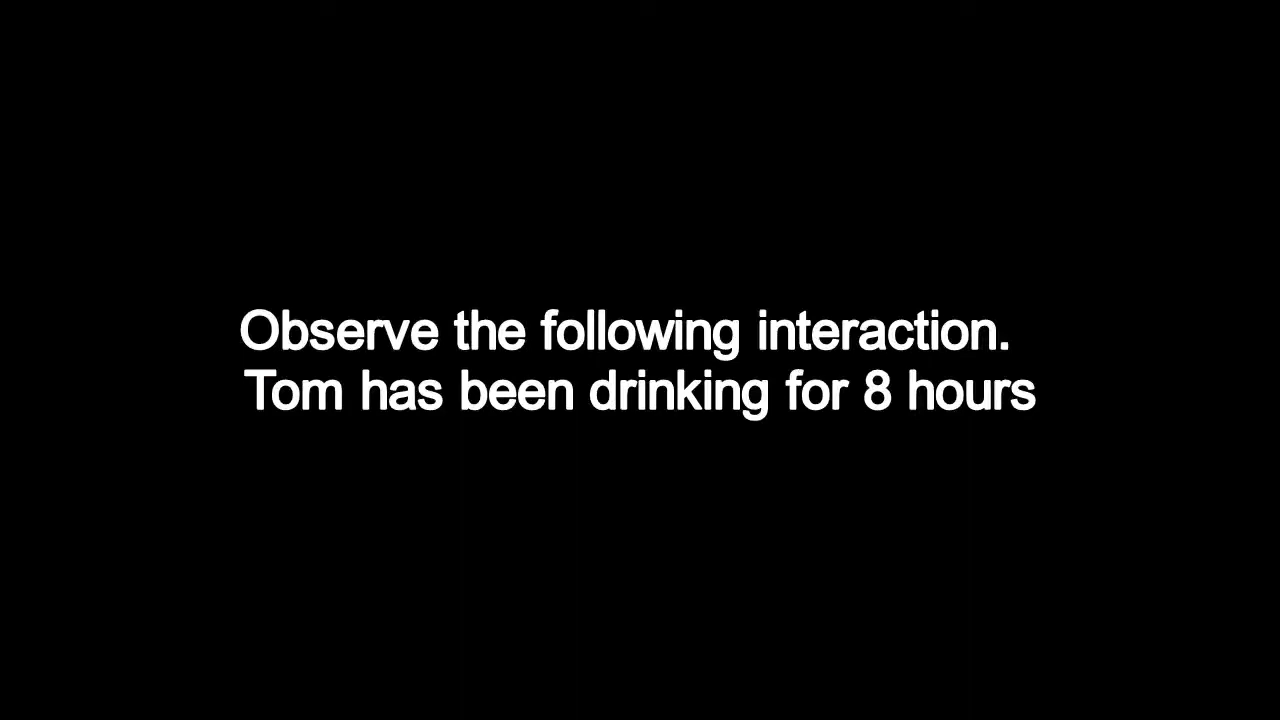 Observe the following interaction.
Tom has been drinking for 8 hours